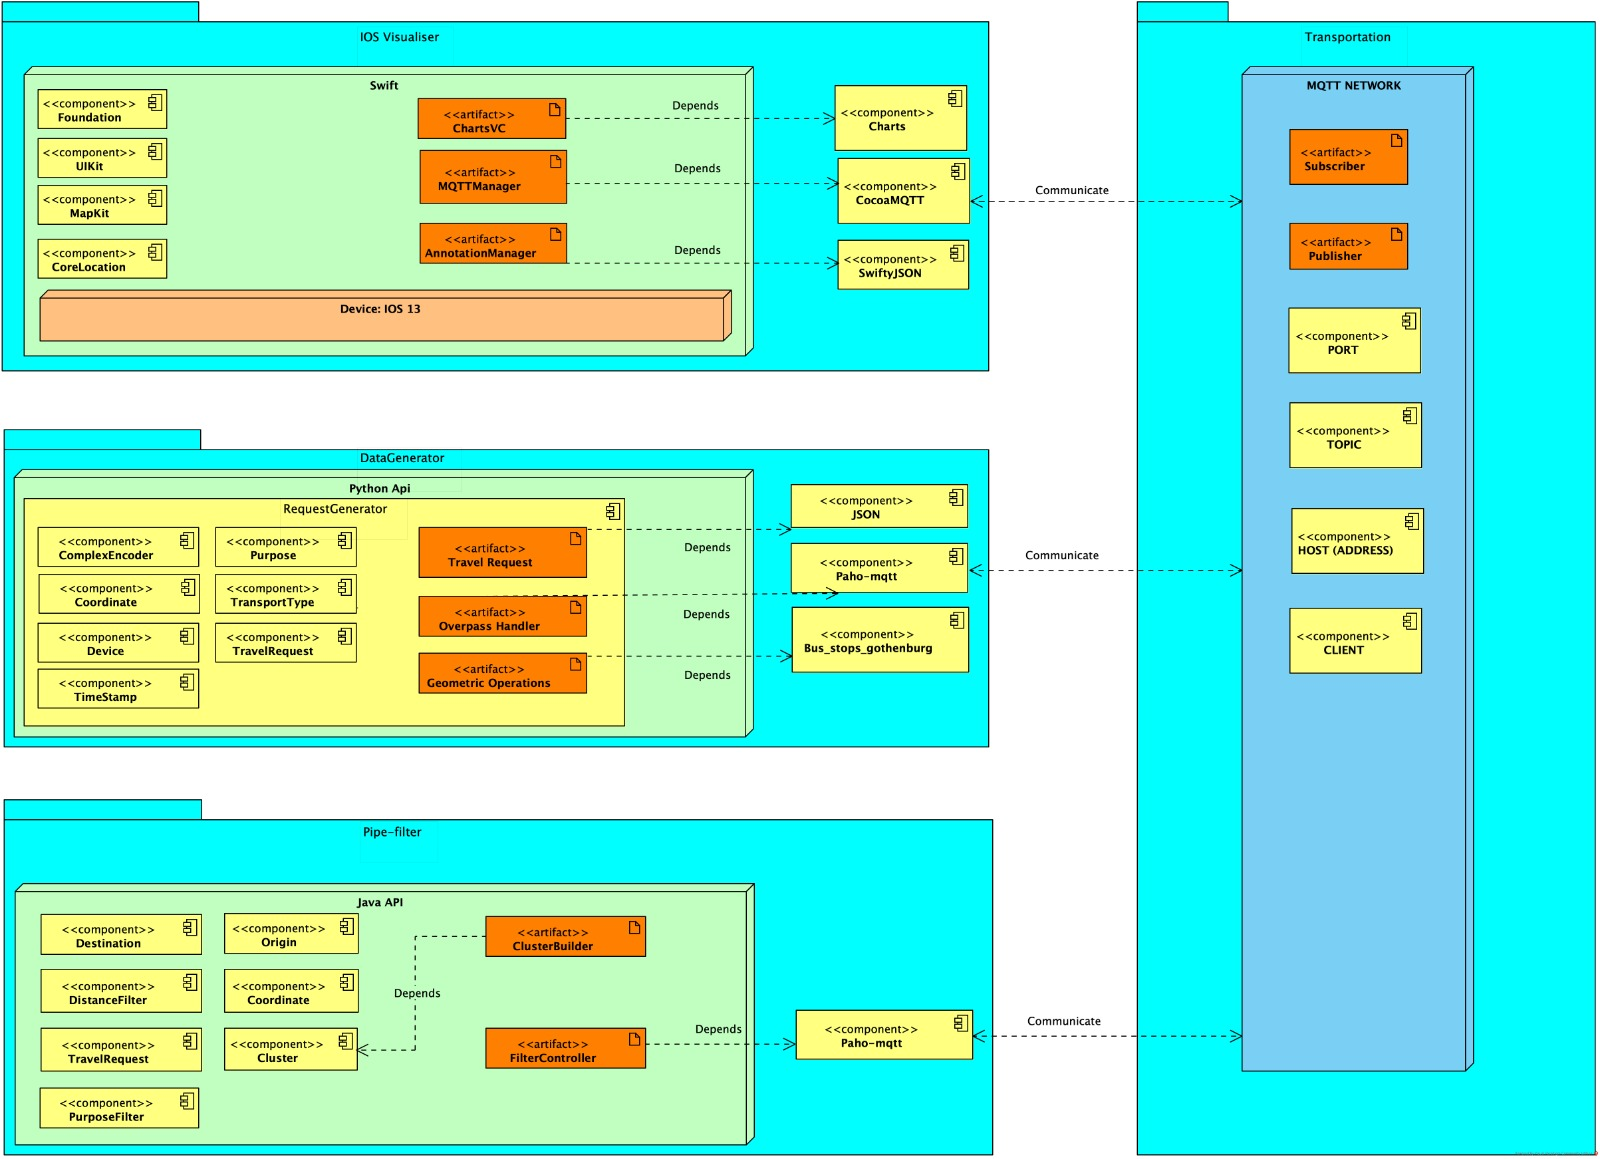 IOS Visualiser
Swift
<<component>>
Foundation
<<component>>
UIKit
<<component>>
MapKit
<<component>>
CoreLocation
<<artifact>>
ChartsVC
<<artifact>>
MQTTManager
<<artifact>>
AnnotationManager
Device: IOS 13
Depends
Depends
Depends
<<component>>
Charts
<<component>>
CocoaMQTT
<<component>>
SwiftyJSON
Communicate
DataGenerator
Python Api
RequestGenerator
<<component>>
ComplexEncoder
<<component>>
Coordinate
<<component>>
Device
<<component>>
TimeStamp
<<component>>
Purpose
<<component>>
TransportType
<<component>>
TravelRequest
<<artifact>>
Travel Request
<<artifact>>
Overpass Handler
<<artifact>>
Geometric Operations
Depends
Depends
Depends
<<component>>
JSON
<<component>>
Paho-mqtt
<<component>>
Bus_stops_gothenburg
Communicate
Pipe-filter
Java API
<<component>>
Destination
<<component>>
DistanceFilter
<<component>>
TravelRequest
<<component>>
PurposeFilter
<<component>>
Origin
<<component>>
Coordinate
<<component>>
Cluster
Depends
<<artifact>>
ClusterBuilder
<<artifact>>
FilterController
Depends
<<component>>
Paho-mqtt
Communicate
Transportation
MQTT NETWORK
<<artifact>>
Subscriber
<<artifact>>
Publisher
<<component>>
PORT
<<component>>
TOPIC
<<component>>
HOST (ADDRESS)
<<component>>
CLIENT